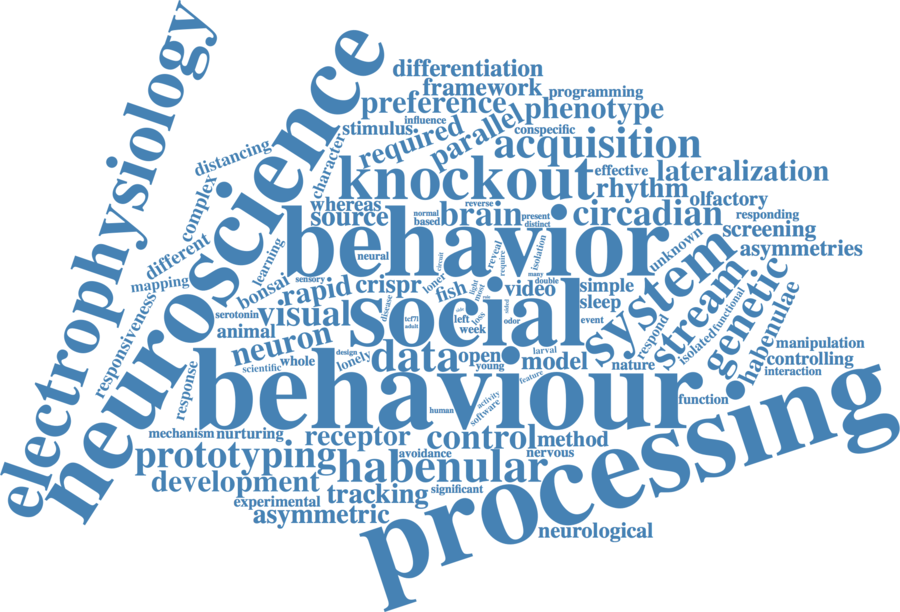 electrophysiology
neuroscience
differentiation
framework
programming
preference
influence
phenotype
stimulus
required
parallel
conspecific
acquisition
distancing
character
complex
knockout
effective
lateralization
rhythm
olfactory
whereas
source
normal
based
reverse
brain
present
distinct
circadian
responding
screening
asymmetries
unknown
different
mapping
learning
behavior
neural
circuit
reveal
require
isolation
system
bonsai
sensory
rapid
crispr
loner
fish
light
most
many
double
video
simple
sleep
stream
functional
genetic
habenulae
responsiveness
serotonin
visual
disease
tcf7l
adult
social
left
week
loss
odor
sided
event
respond
isolated
animal
neuron
scientific
whole
design
lonely
data
open
young
larval
model
nature
manipulation
controlling
interaction
response
behaviour
human
activity
software
feature
function
mechanism
nurturing
receptor
control
method
avoidance
nervous
prototyping
habenular
development
tracking
significant
experimental
asymmetric
processing
neurological